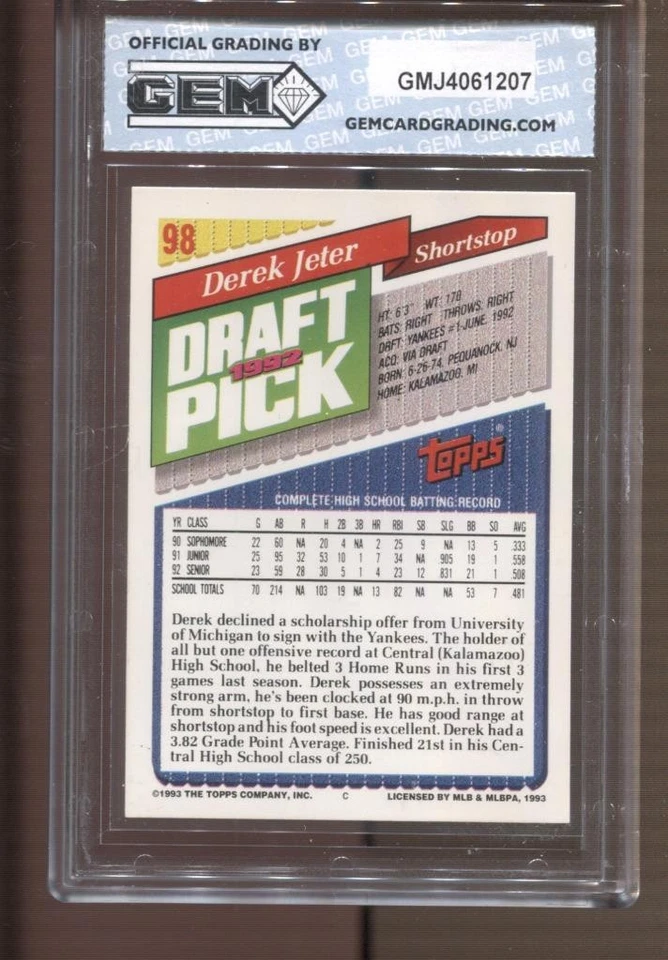 OFFICIAL GRADING BY
GEM
GMJ4061207
GEMCARDGRADING.COM
98
Derek Jeter
Shortstop
DRAFT
1992
PICK
HT: 6'3" WT: 178
BATS: RIGHT THROWS: RIGHT
DRFT: YANKEES #1-JUNE, 1992
ACQ: VIA DRAFT
BORN: 6-26-74, PEQUANOCK, NJ
HOME: KALAMAZOO, MI
TOPPS®
COMPLETE HIGH SCHOOL BATTING RECORD
YR CLASS G AB R H 2B 3B HR RBI SB SLG BB SO AVG
90 SOPHOMORE 22 60 NA 20 4 NA 2 25 9 NA 13 5 .333
91 JUNIOR 25 95 32 53 10 1 7 34 NA .905 19 1 .558
92 SENIOR 23 59 28 30 5 1 4 23 12 .831 21 1 .508
SCHOOL TOTALS 70 214 NA 103 19 NA 13 82 NA NA 53 7 .481
Derek declined a scholarship offer from University
of Michigan to sign with the Yankees. The holder of
all but one offensive record at Central (Kalamazoo)
High School, he belted 3 Home Runs in his first 3
games last season. Derek possesses an extremely
strong arm, he's been clocked at 90 m.p.h. in throw
from shortstop to first base. He has good range at
shortstop and his foot speed is excellent. Derek had a
3.82 Grade Point Average. Finished 21st in his Cen-
tral High School class of 250.
©1993 THE TOPPS COMPANY, INC. C LICENSED BY MLB & MLBPA, 1993